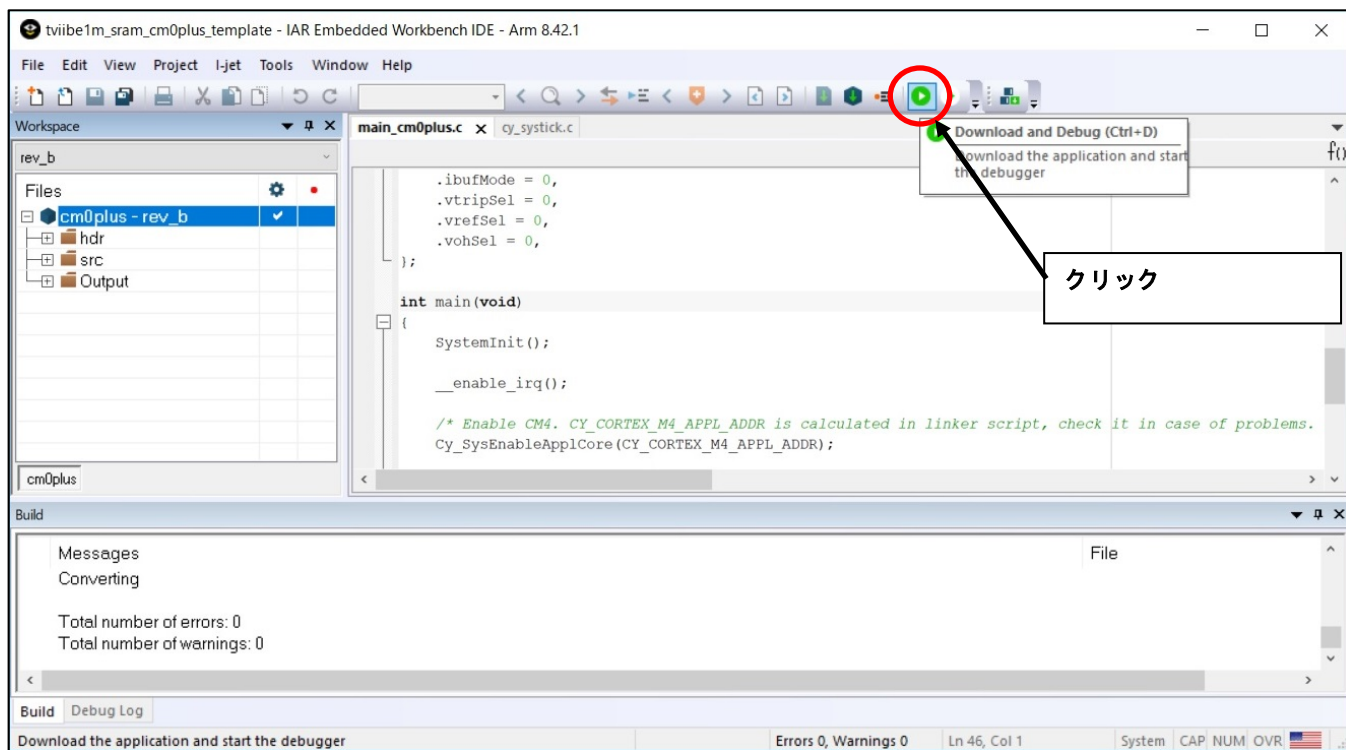 tviibe1m_sram_cm0plus_template - IAR Embedded Workbench IDE - Arm 8.42.1
File Edit View Project I-jet Tools Window Help
Workspace
main_cm0plus.c cy_systick.c
Download and Debug (Ctrl+D)
Download the application and start
the debugger
rev_b
f()
Files
cm0plus - rev_b
hdr
src
Output
.ibufMode = 0,
.vtripSel = 0,
.vrefSel = 0,
.vohSel = 0,
};
クリック
int main(void)
{
SystemInit();
__enable_irq();
/* Enable CM4. CY_CORTEX_M4_APPL_ADDR is calculated in linker script, check it in case of problems.
Cy_SysEnableApplCore(CY_CORTEX_M4_APPL_ADDR);
cm0plus
Build
Messages File
Converting
Total number of errors: 0
Total number of warnings: 0
Build Debug Log
Download the application and start the debugger Errors 0, Warnings 0 Ln 46, Col 1 System CAP NUM OVR